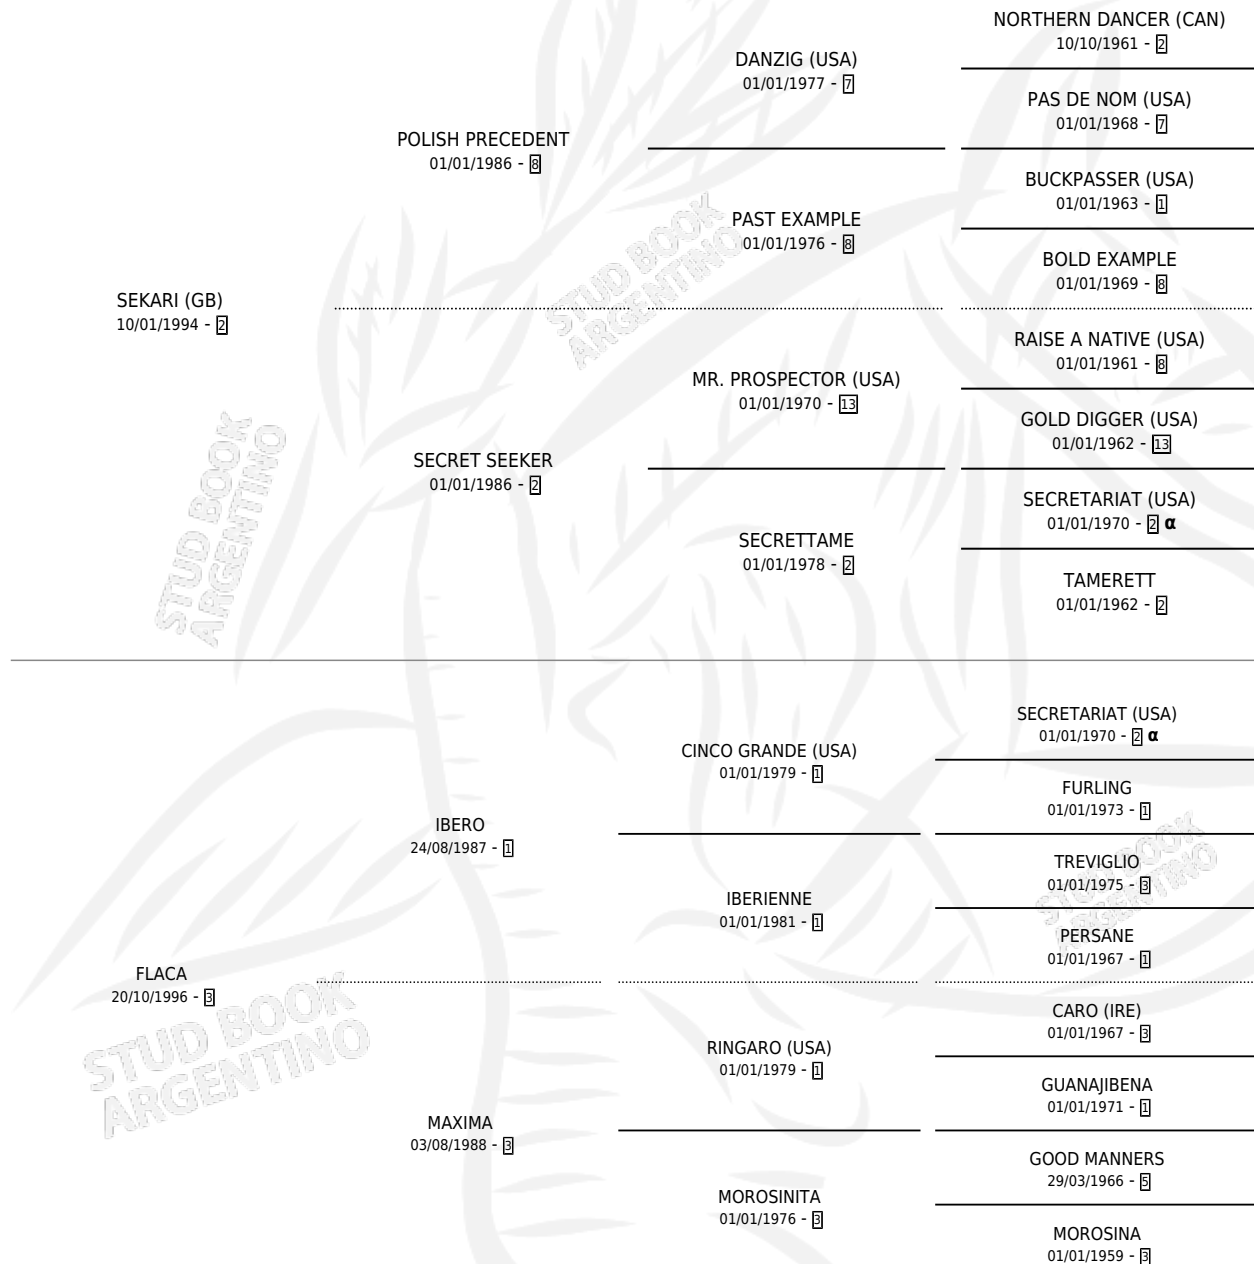 NORTHERN DANCER (CAN)
10/10/1961 - 2
DANZIG (USA)
01/01/1977 - 7
PAS DE NOM (USA)
01/01/1968 - 7
POLISH PRECEDENT
01/01/1986 - 8
BUCKPASSER (USA)
01/01/1963 - 1
PAST EXAMPLE
01/01/1976 - 8
BOLD EXAMPLE
01/01/1969 - 8
SEKARI (GB)
10/01/1994 - 2
RAISE A NATIVE (USA)
01/01/1961 - 8
MR. PROSPECTOR (USA)
01/01/1970 - 13
GOLD DIGGER (USA)
01/01/1962 - 13
SECRET SEEKER
01/01/1986 - 2
SECRETARIAT (USA)
01/01/1970 - 2 α
SECRETTAME
01/01/1978 - 2
TAMERETT
01/01/1962 - 2
SECRETARIAT (USA)
01/01/1970 - 2 α
CINCO GRANDE (USA)
01/01/1979 - 1
FURLING
01/01/1973 - 1
IBERO
24/08/1987 - 1
TREVIGLIO
01/01/1975 - 3
IBERIENNE
01/01/1981 - 1
PERSANE
01/01/1967 - 1
FLACA
20/10/1996 - 3
CARO (IRE)
01/01/1967 - 3
RINGARO (USA)
01/01/1979 - 1
GUANAJIBENA
01/01/1971 - 1
MAXIMA
03/08/1988 - 3
GOOD MANNERS
29/03/1966 - 5
MOROSINITA
01/01/1976 - 3
MOROSINA
01/01/1959 - 3
STUD BOOK
ARGENTINO
STUD BOOK
ARGENTINO
STUD BOOK
ARGENTINO
STUD BOOK
ARGENTINO